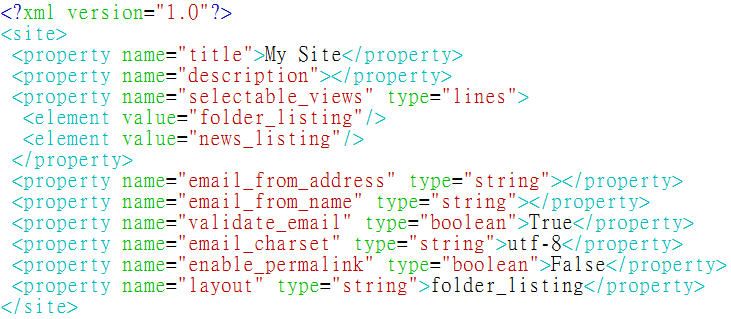 <?xml version="1.0"?>
<site>
 <property name="title">My Site</property>
 <property name="description"></property>
 <property name="selectable_views" type="lines">
  <element value="folder_listing"/>
  <element value="news_listing"/>
 </property>
 <property name="email_from_address" type="string"></property>
 <property name="email_from_name" type="string"></property>
 <property name="validate_email" type="boolean">True</property>
 <property name="email_charset" type="string">utf-8</property>
 <property name="enable_permalink" type="boolean">False</property>
 <property name="layout" type="string">folder_listing</property>
</site>